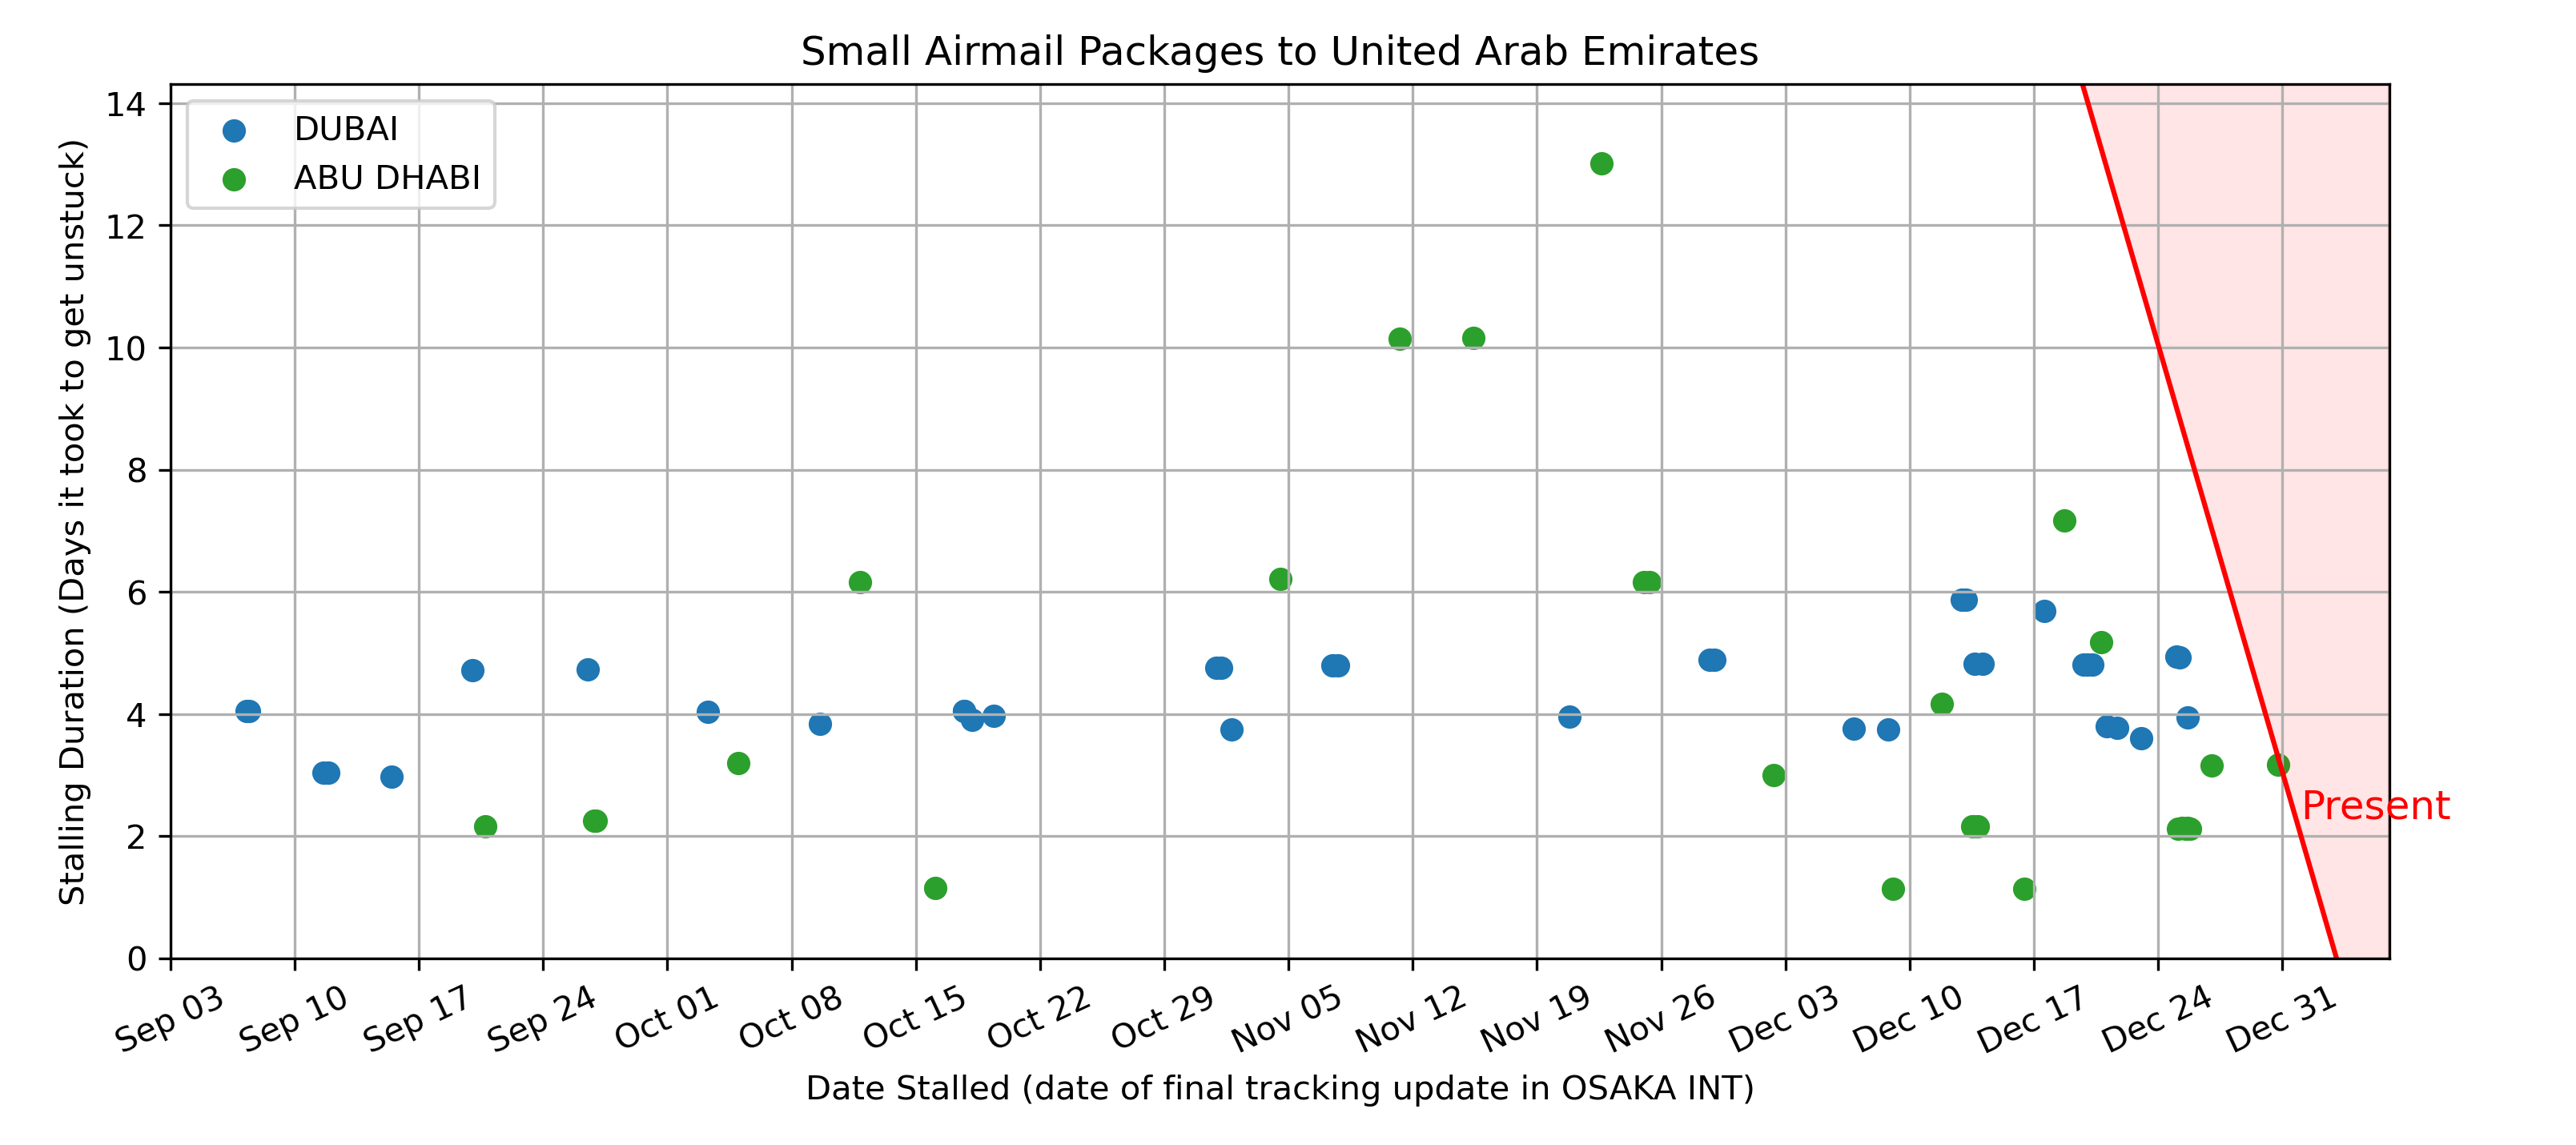 Small Airmail Packages to United Arab Emirates
DUBAI
ABU DHABI
Stalling Duration (Days it took to get unstuck)
14
12
10
8
6
4
2
0
Present
Sep 03
Sep 10
Sep 17
Sep 24
Oct 01
Oct 08
Oct 15
Oct 22
Oct 29
Nov 05
Nov 12
Nov 19
Nov 26
Dec 03
Dec 10
Dec 17
Dec 24
Dec 31
Date Stalled (date of final tracking update in OSAKA INT)